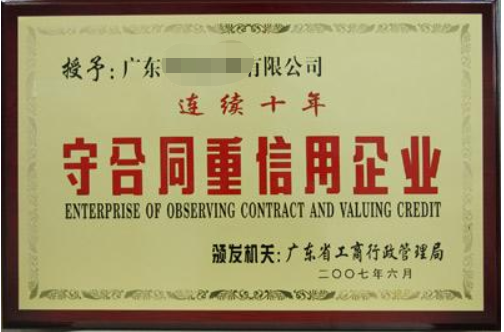 授予：广东有限公司
连续十年
守合同重信用企业
ENTERPRISE OF OBSERVING CONTRACT AND VALUING CREDIT
颁发机关：广东省工商行政管理局
二〇〇七年六月